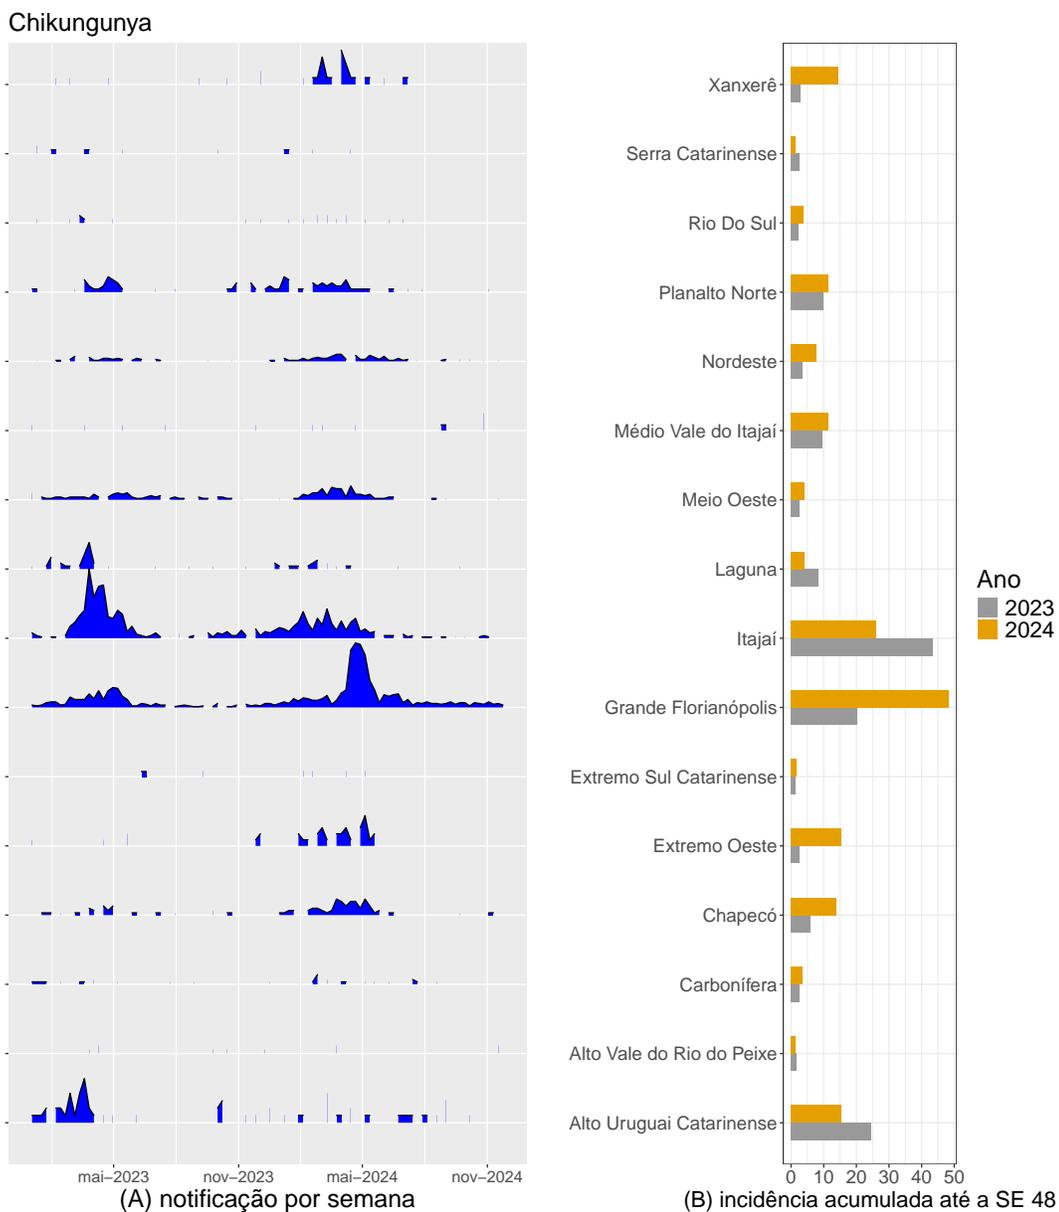 Chikungunya
Xanxerê
Serra Catarinense
Rio Do Sul
Planalto Norte
Nordeste
Médio Vale do Itajaí
Meio Oeste
Laguna
Itajaí
Grande Florianópolis
Extremo Sul Catarinense
Extremo Oeste
Chapecó
Carbonífera
Alto Vale do Rio do Peixe
Alto Uruguai Catarinense
Ano
2023
2024
mai−2023 nov−2023 mai−2024 nov−2024
(A) notificação por semana
0 10 20 30 40 50
(B) incidência acumulada até a SE 48